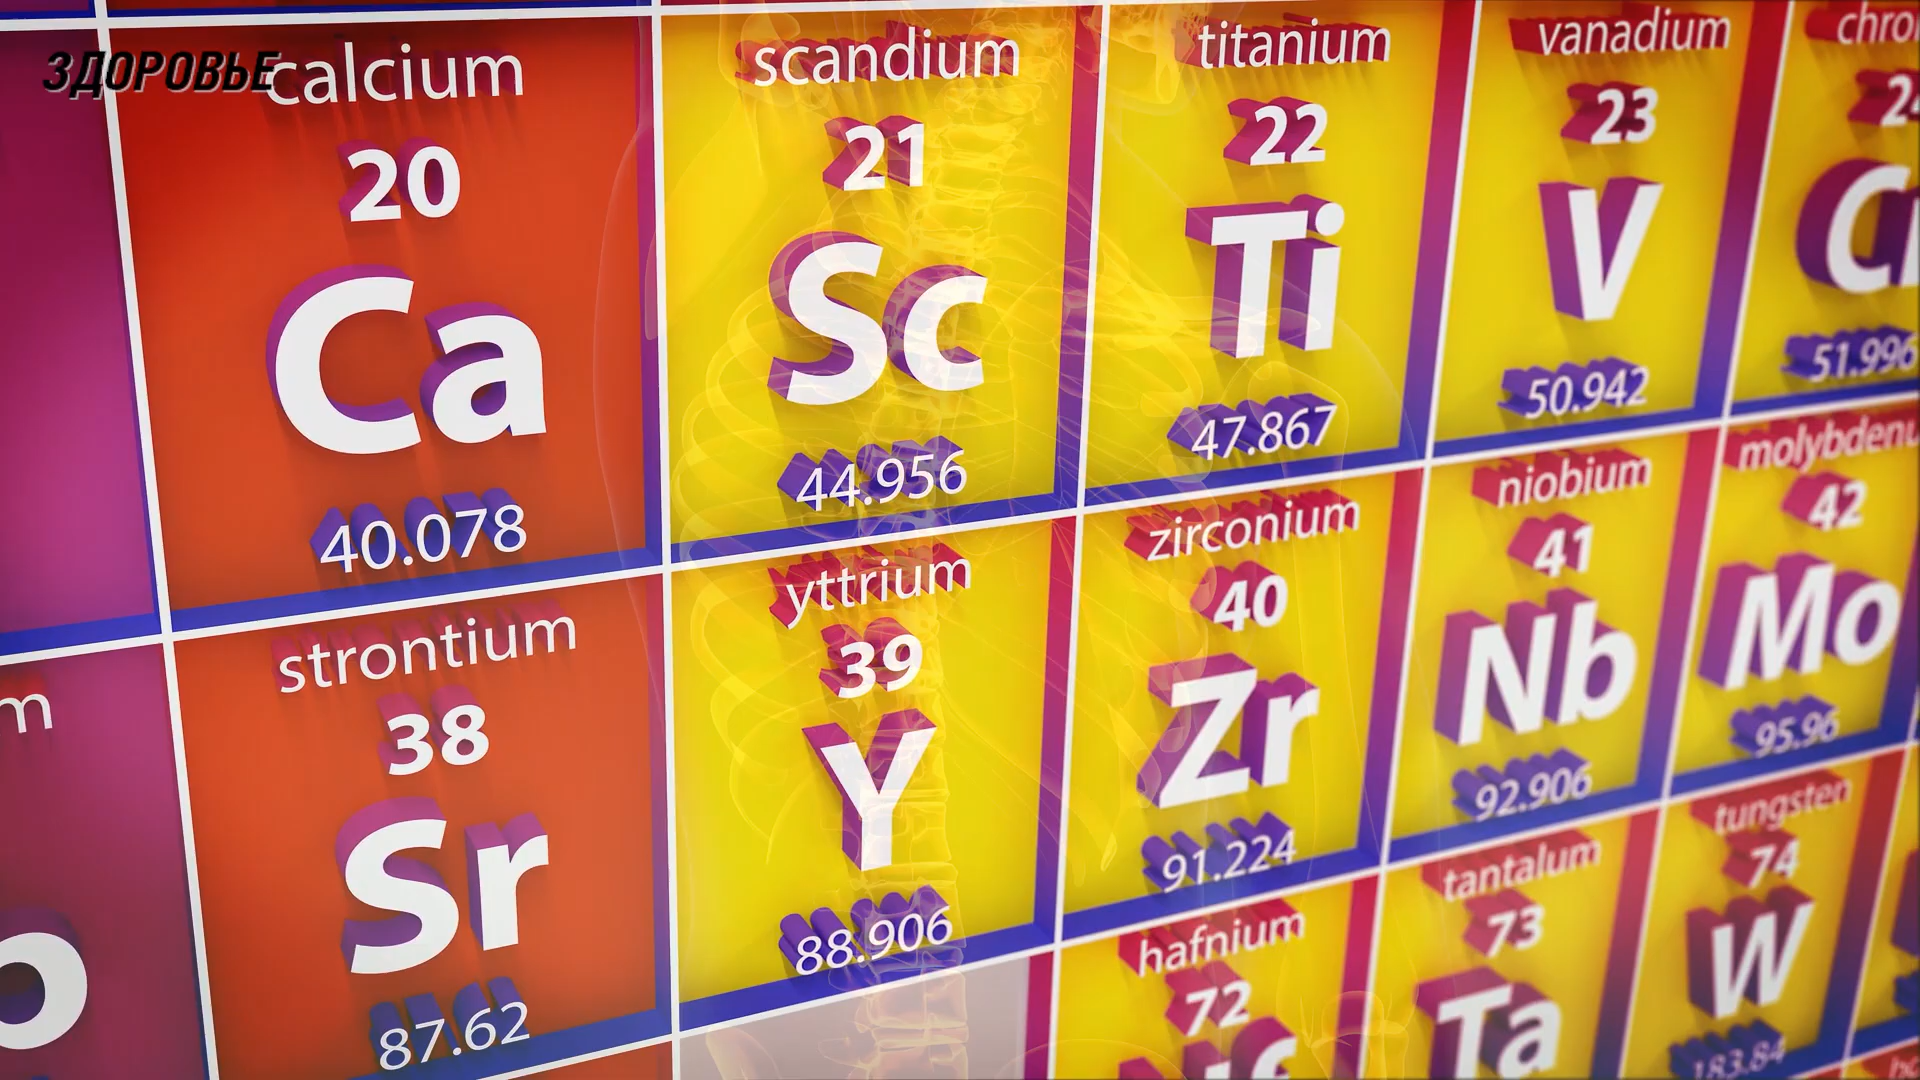 ЗДОРОВЬЕ
calcium
20
Ca
40.078
scandium
21
Sc
44.956
titanium
22
Ti
47.867
vanadium
23
V
50.942
51.996
strontium
38
Sr
87.62
yttrium
39
Y
88.906
zirconium
40
Zr
91.224
niobium
41
Nb
92.906
42
Mo
95.96
hafnium
72
tantalum
73
Ta
tungsten
74
W
183.84